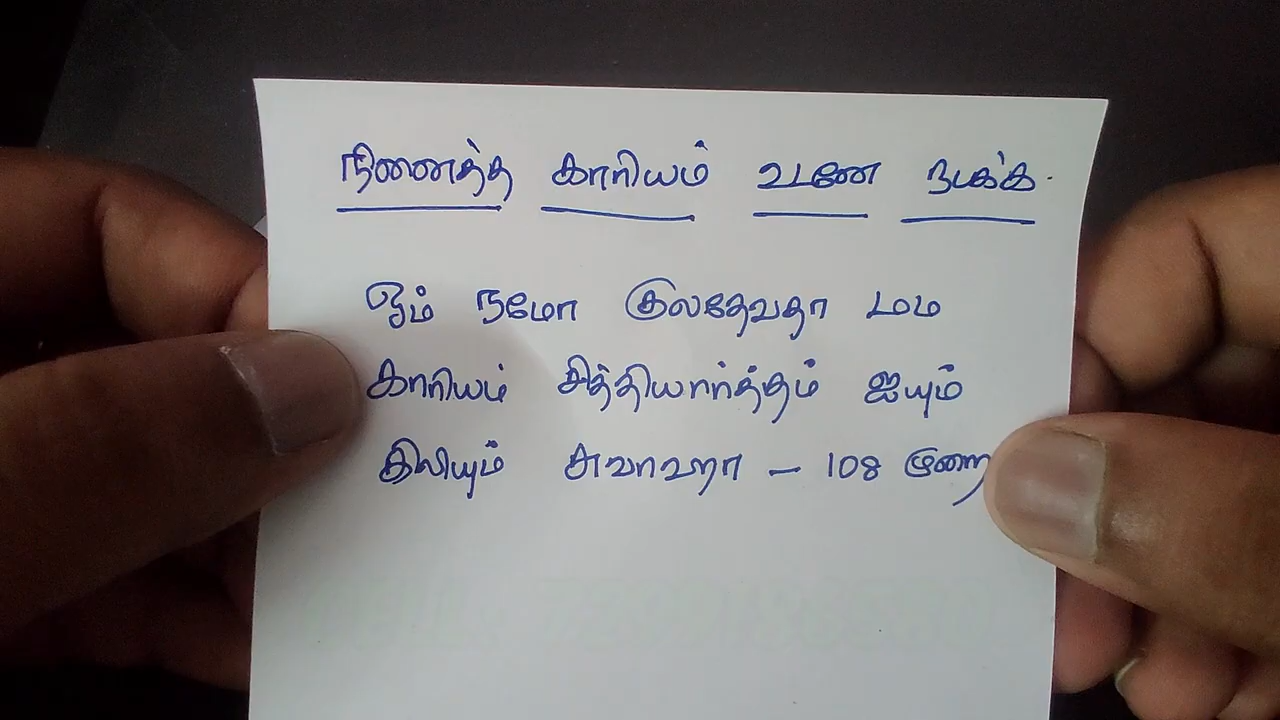 நினைத்த காரியம் உடனே நடக்க.
ஓம் நமோ குலதேவதா மம
காரியம் சித்தியார்த்தம் ஐயும்
கிலியும் சுவாஹா - 108 முறை